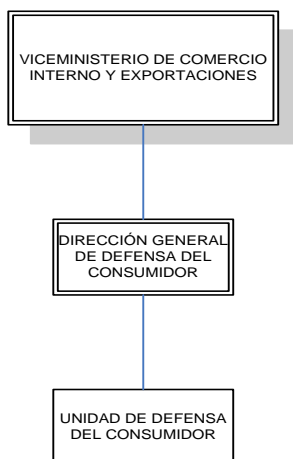 VICEMINISTERIO DE COMERCIO
INTERNO Y EXPORTACIONES
DIRECCIÓN GENERAL
DE DEFENSA DEL
CONSUMIDOR
UNIDAD DE DEFENSA
DEL CONSUMIDOR